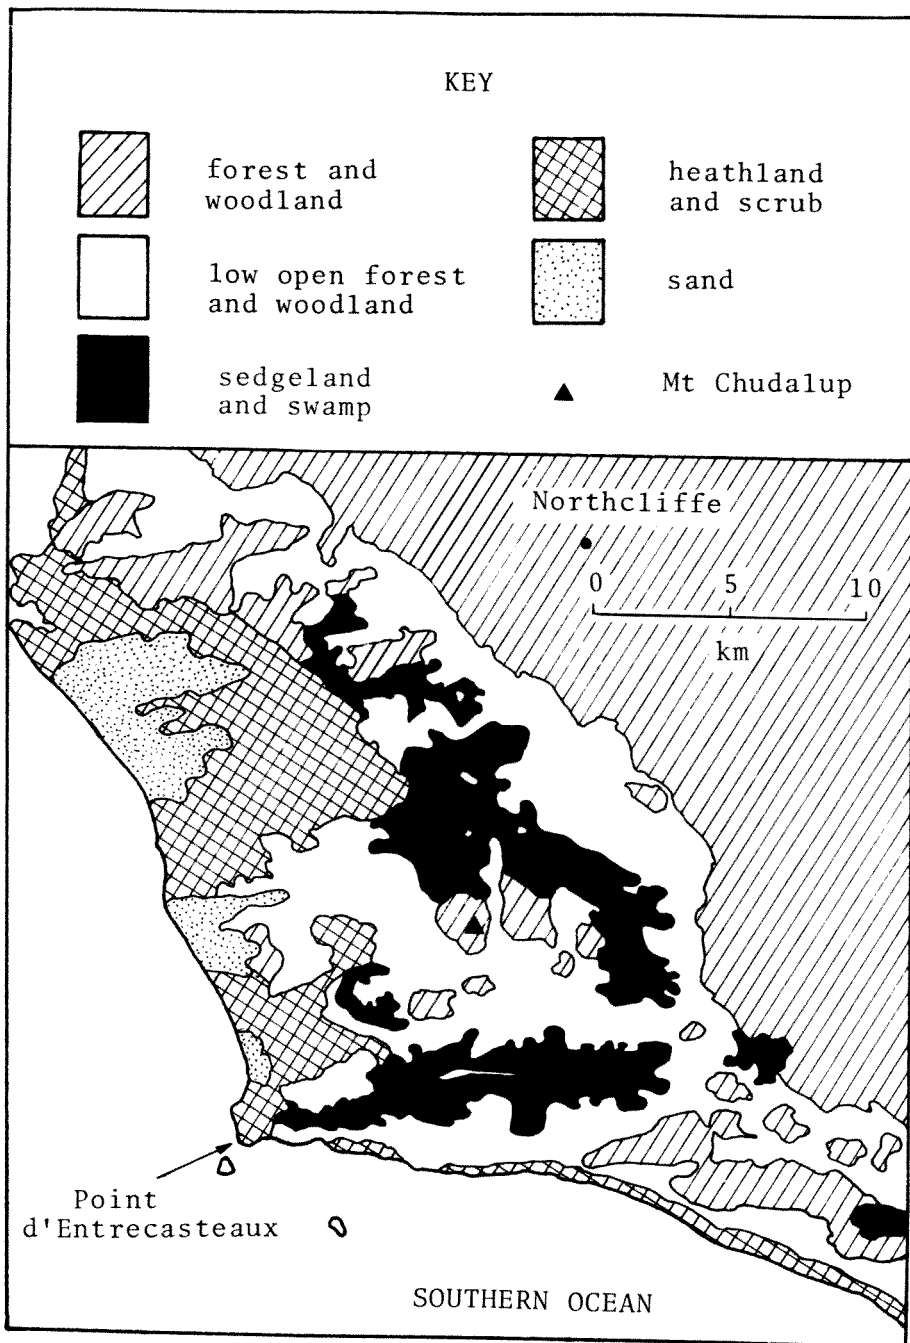 KEY
forest and
woodland
low open forest
and woodland
sedgeland
and swamp
heathland
and scrub
sand
Mt Chudalup
Northcliffe
0 5 10
km
Point
d'Entrecasteaux
SOUTHERN OCEAN